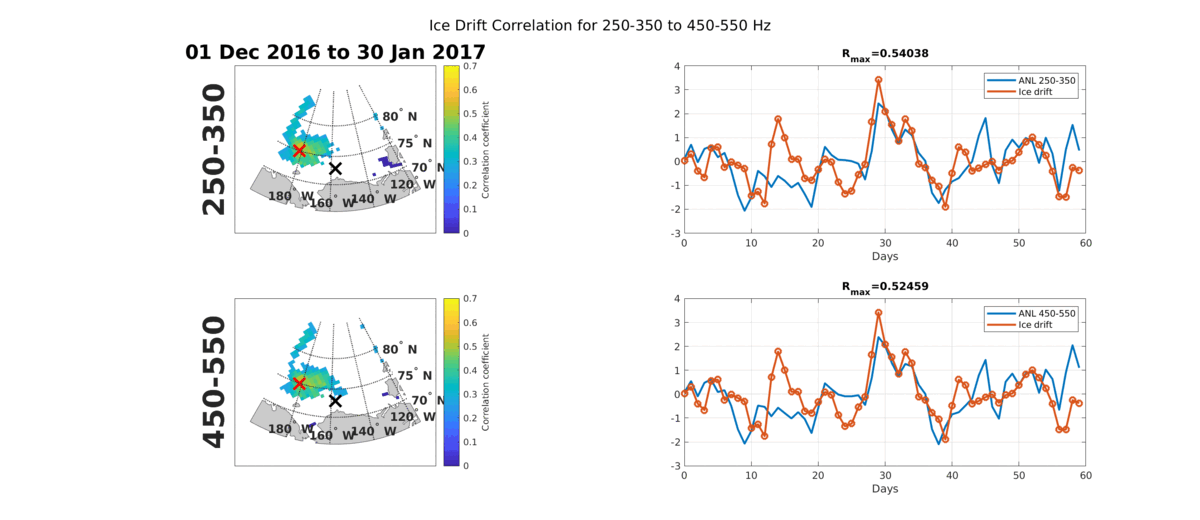 Ice Drift Correlation for 250-350 to 450-550 Hz
01 Dec 2016 to 30 Jan 2017
250-350
80° N
75° N
70° N
120° W
180° W
160° W
140° W
0.7
0.6
0.5
0.4
0.3
0.2
0.1
0
Correlation coefficient
Rmax=0.54038
ANL 250-350
Ice drift
4
3
2
1
0
-1
-2
-3
0 10 20 30 40 50 60
Days
450-550
80° N
75° N
70° N
120° W
180° W
160° W
140° W
0.7
0.6
0.5
0.4
0.3
0.2
0.1
0
Correlation coefficient
Rmax=0.52459
ANL 450-550
Ice drift
4
3
2
1
0
-1
-2
-3
0 10 20 30 40 50 60
Days